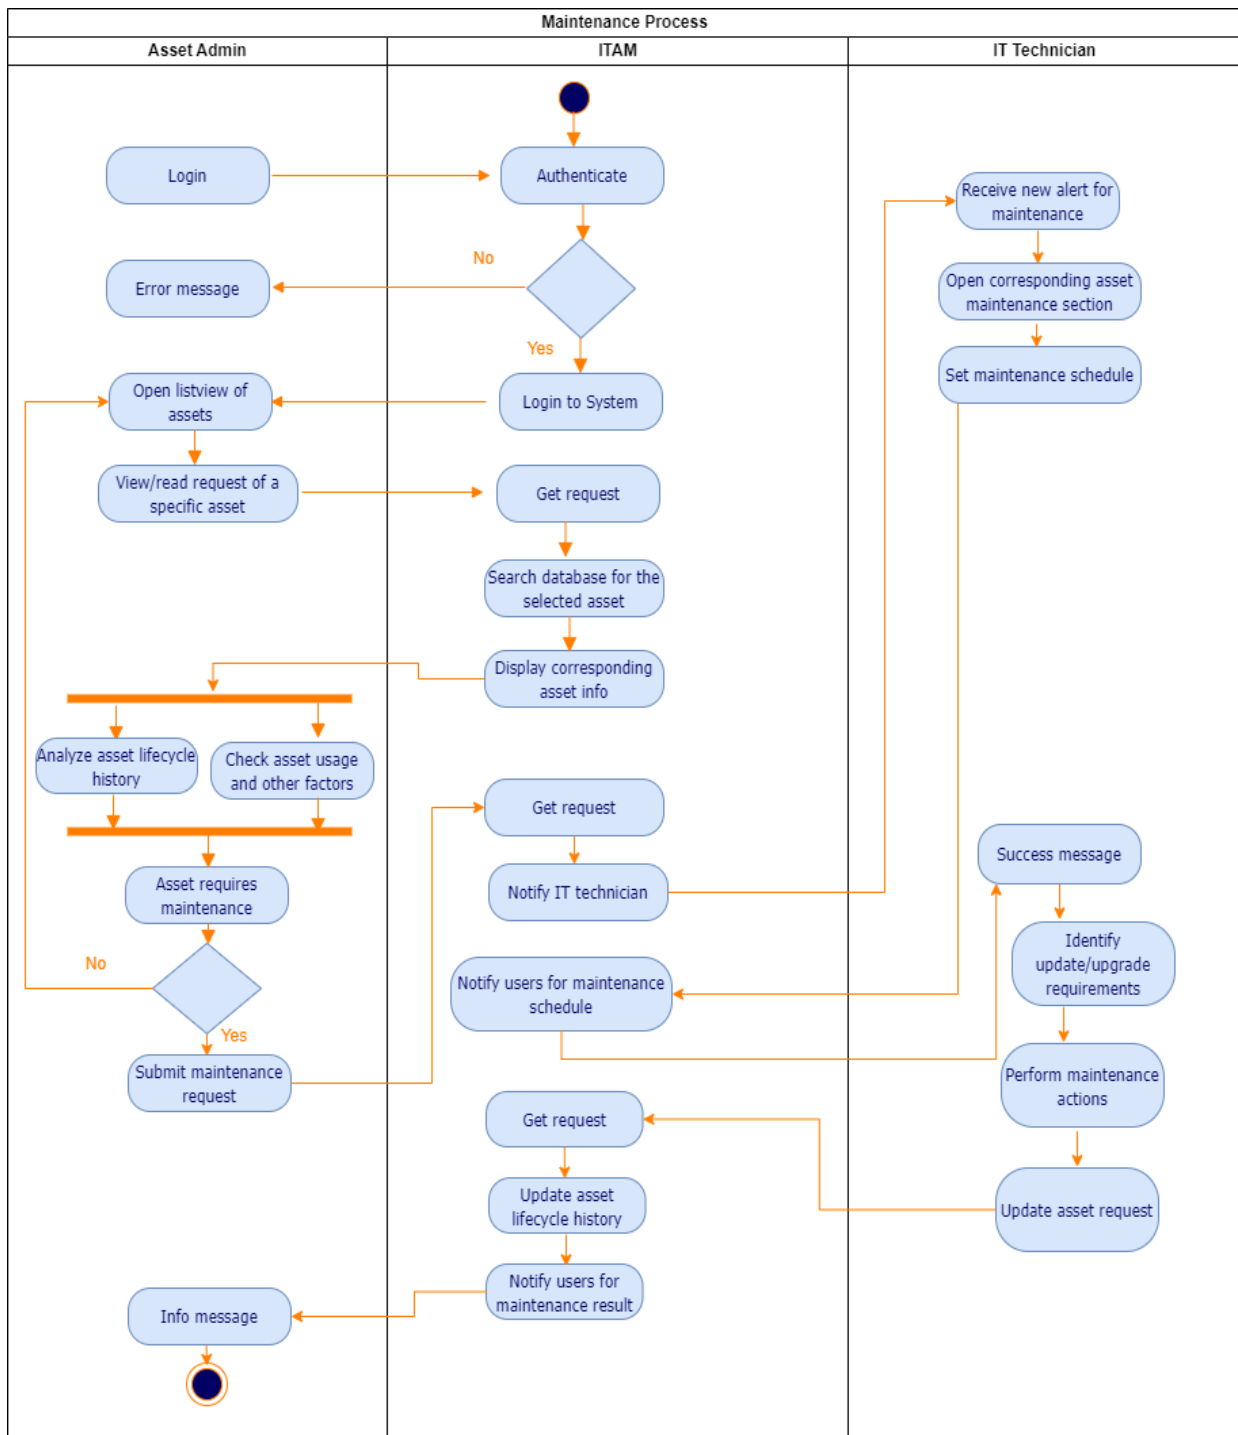 Maintenance Process
Asset Admin
ITAM
IT Technician
Login
Authenticate
Receive new alert for
maintenance
No
Error message
Open corresponding asset
maintenance section
Yes
Set maintenance schedule
Open listview of
assets
Login to System
View/read request of a
specific asset
Get request
Search database for the
selected asset
Display corresponding
asset info
Analyze asset lifecycle
history
Check asset usage
and other factors
Get request
Success message
Asset requires
maintenance
Notify IT technician
Identify
update/upgrade
requirements
No
Notify users for maintenance
schedule
Yes
Submit maintenance
request
Perform maintenance
actions
Get request
Update asset
lifecycle history
Update asset request
Notify users for
maintenance result
Info message